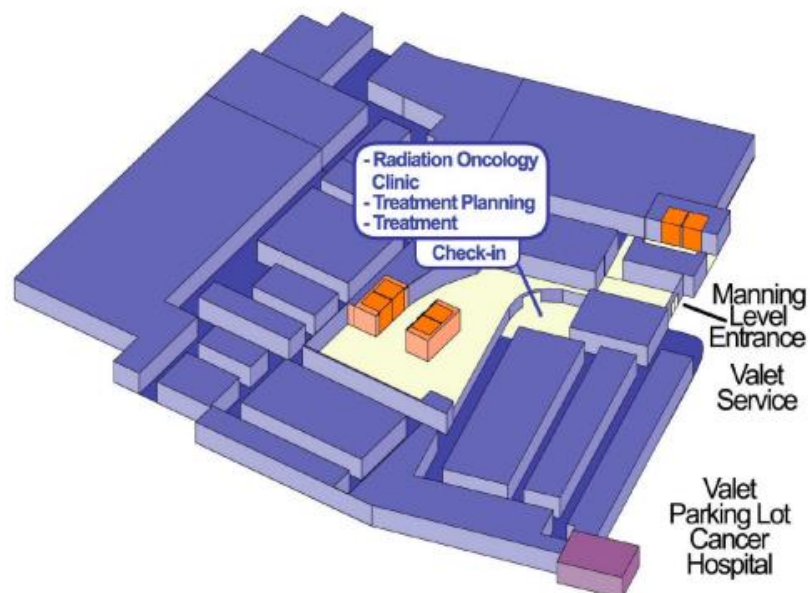 - Radiation Oncology
Clinic
- Treatment Planning
- Treatment
Check-in
Manning
Level
Entrance
Valet
Service
Valet
Parking Lot
Cancer
Hospital